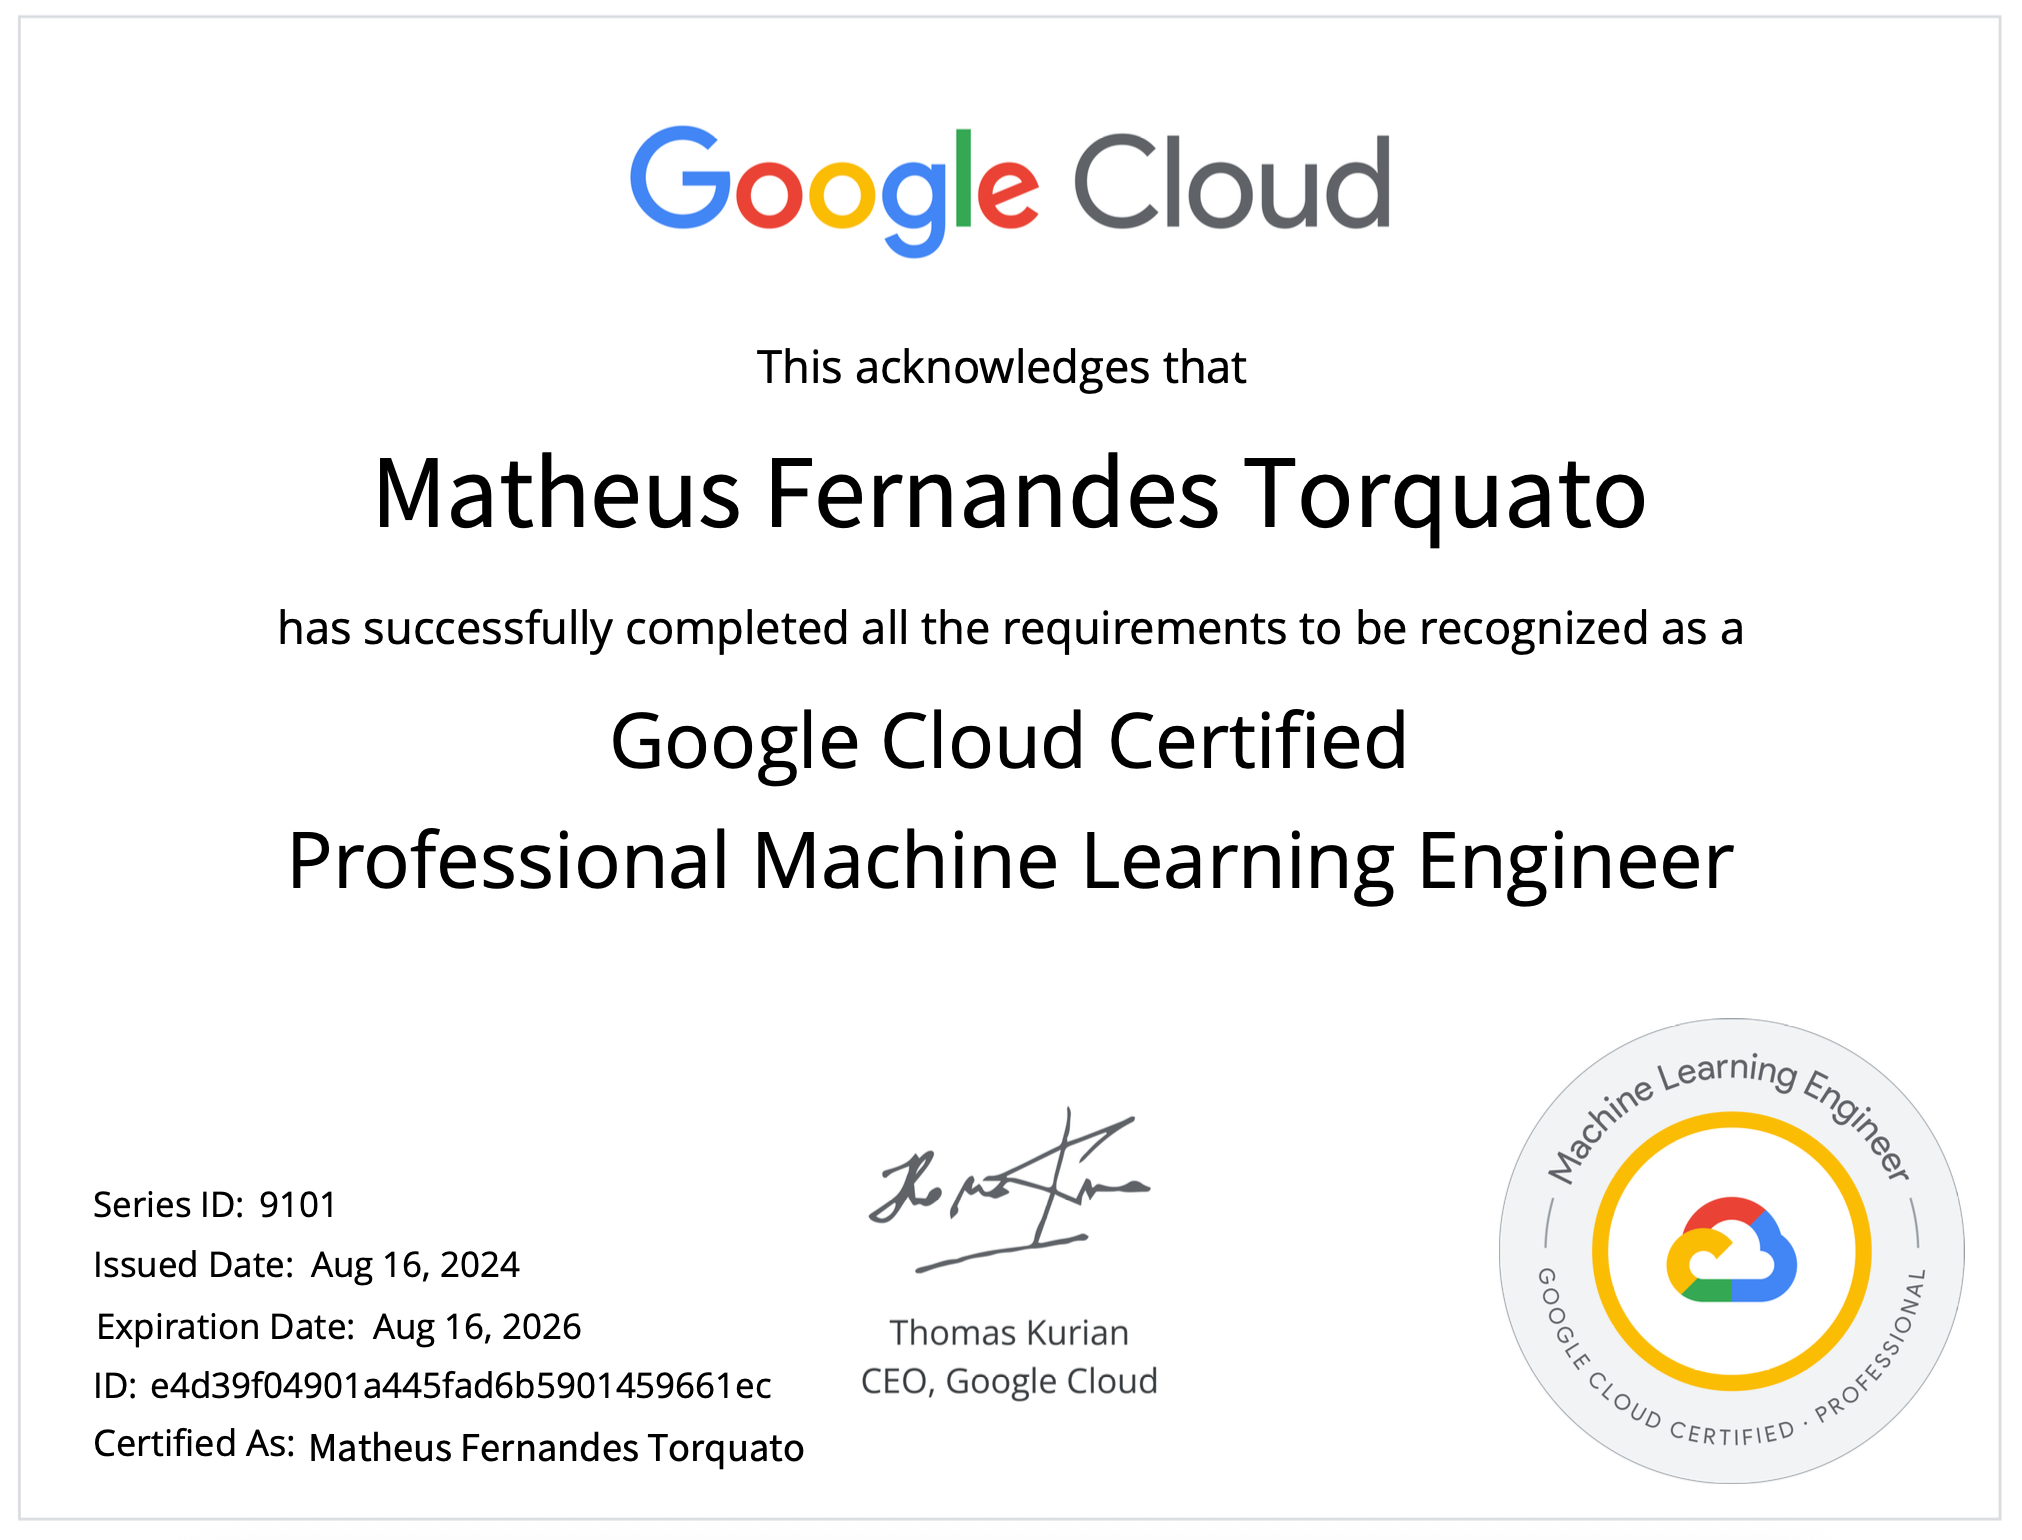 Google Cloud
This acknowledges that
Matheus Fernandes Torquato
has successfully completed all the requirements to be recognized as a
Google Cloud Certified
Professional Machine Learning Engineer
Series ID: 9101
Issued Date: Aug 16, 2024
Expiration Date: Aug 16, 2026
ID: e4d39f04901a445fad6b5901459661ec
Certified As: Matheus Fernandes Torquato
Thomas Kurian
CEO, Google Cloud
Machine Learning Engineer
GOOGLE CLOUD CERTIFIED · PROFESSIONAL